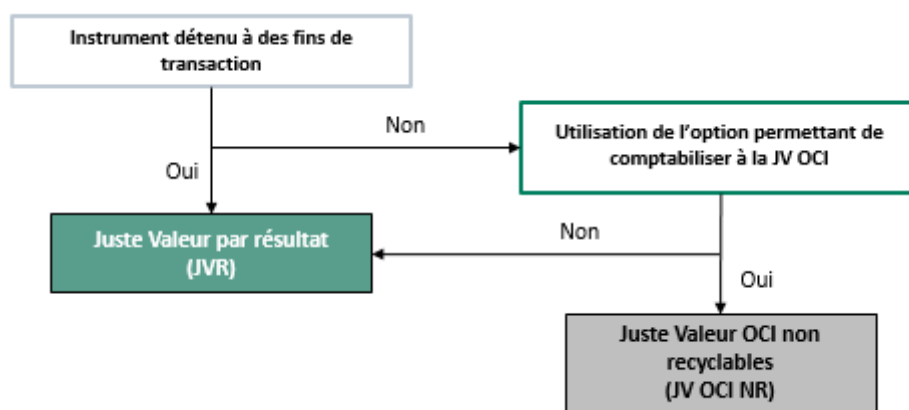 Instrument détenu à des fins de
transaction
Non
Utilisation de l'option permettant de
comptabiliser à la JV OCI
Oui
Juste Valeur par résultat
(JVR)
Non
Oui
Juste Valeur OCI non
recyclables
(JV OCI NR)